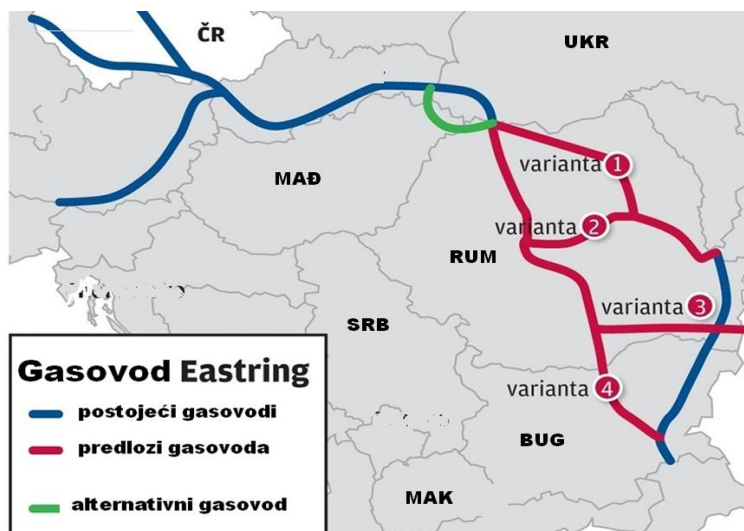 ČR
UKR
MAĐ
varianta 1
varianta 2
RUM
varianta 3
SRB
Gasovod Eastring
postojeći gasovodi
varianta 4
predlozi gasovoda
BUG
alternativni gasovod
MAK